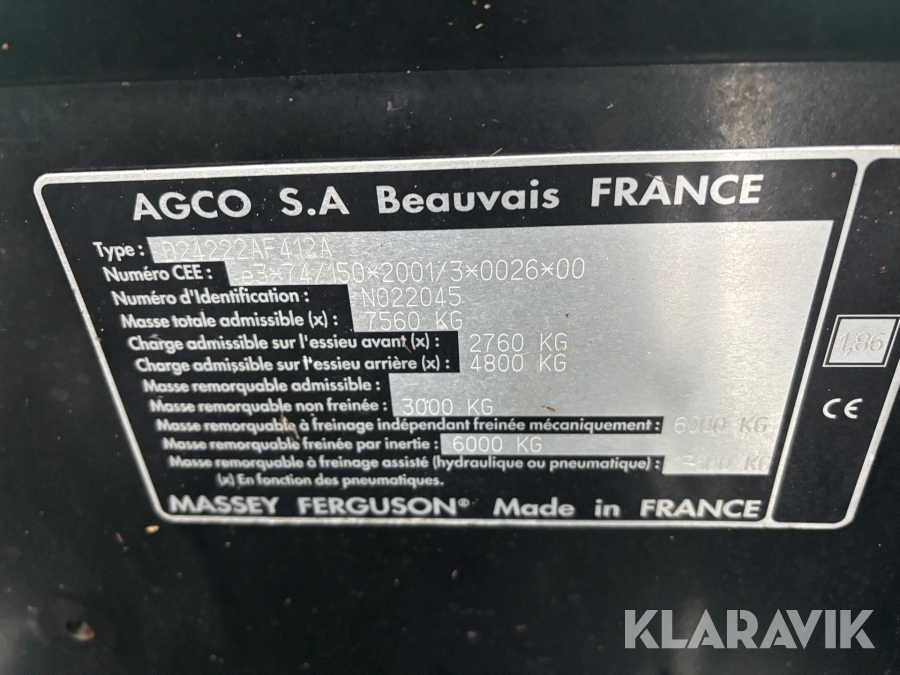 AGCO S.A Beauvais FRANCE
Type : D24222AF412A
Numéro CEE : e3*74/150*2001/3*0026*00
Numéro d'Identification : N022045
Masse totale admissible (x) : 7560 KG
Charge admissible sur l'essieu avant (x) : 2760 KG
Charge admissible sur l'essieu arrière (x) : 4800 KG
Masse remorquable admissible :
Masse remorquable non freinée : 3000 KG
Masse remorquable à freinage indépendant freinée mécaniquement : 6000 KG
Masse remorquable freinée par inertie : 6000 KG
Masse remorquable à freinage assisté (hydraulique ou pneumatique) : KG
(x) En fonction des pneumatiques.
MASSEY FERGUSON® Made in FRANCE
1,86
CE
KLARAVIK